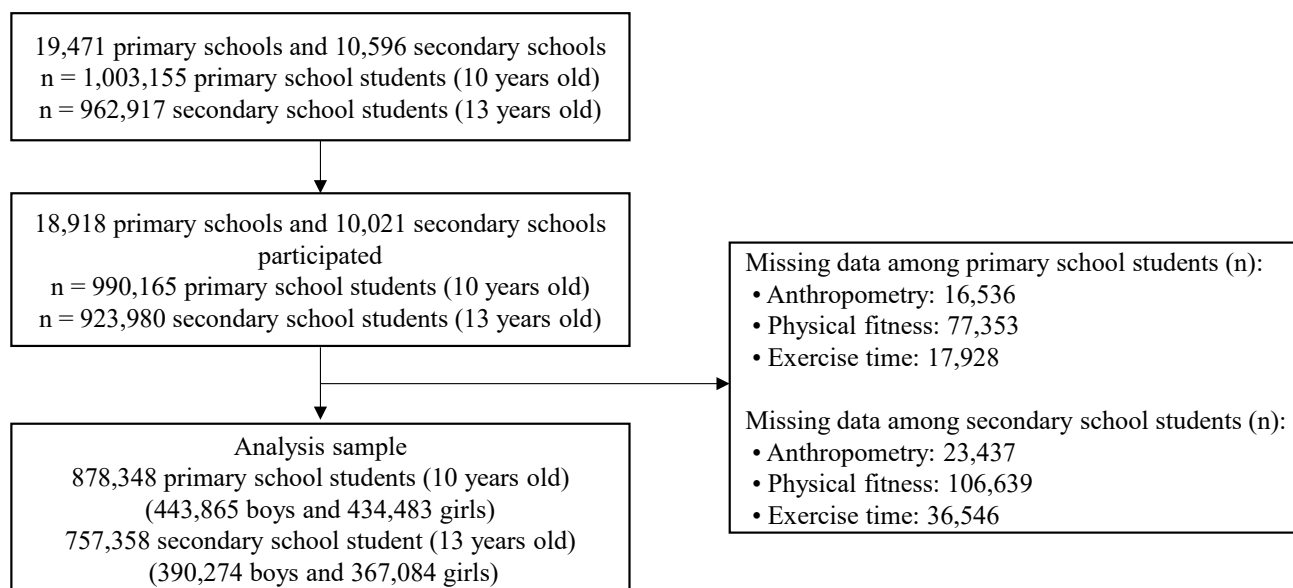 19,471 primary schools and 10,596 secondary schools
n = 1,003,155 primary school students (10 years old)
n = 962,917 secondary school students (13 years old)
18,918 primary schools and 10,021 secondary schools
participated
n = 990,165 primary school students (10 years old)
n = 923,980 secondary school students (13 years old)
Missing data among primary school students (n):
• Anthropometry: 16,536
• Physical fitness: 77,353
• Exercise time: 17,928
Missing data among secondary school students (n):
• Anthropometry: 23,437
• Physical fitness: 106,639
• Exercise time: 36,546
Analysis sample
878,348 primary school students (10 years old)
(443,865 boys and 434,483 girls)
757,358 secondary school student (13 years old)
(390,274 boys and 367,084 girls)